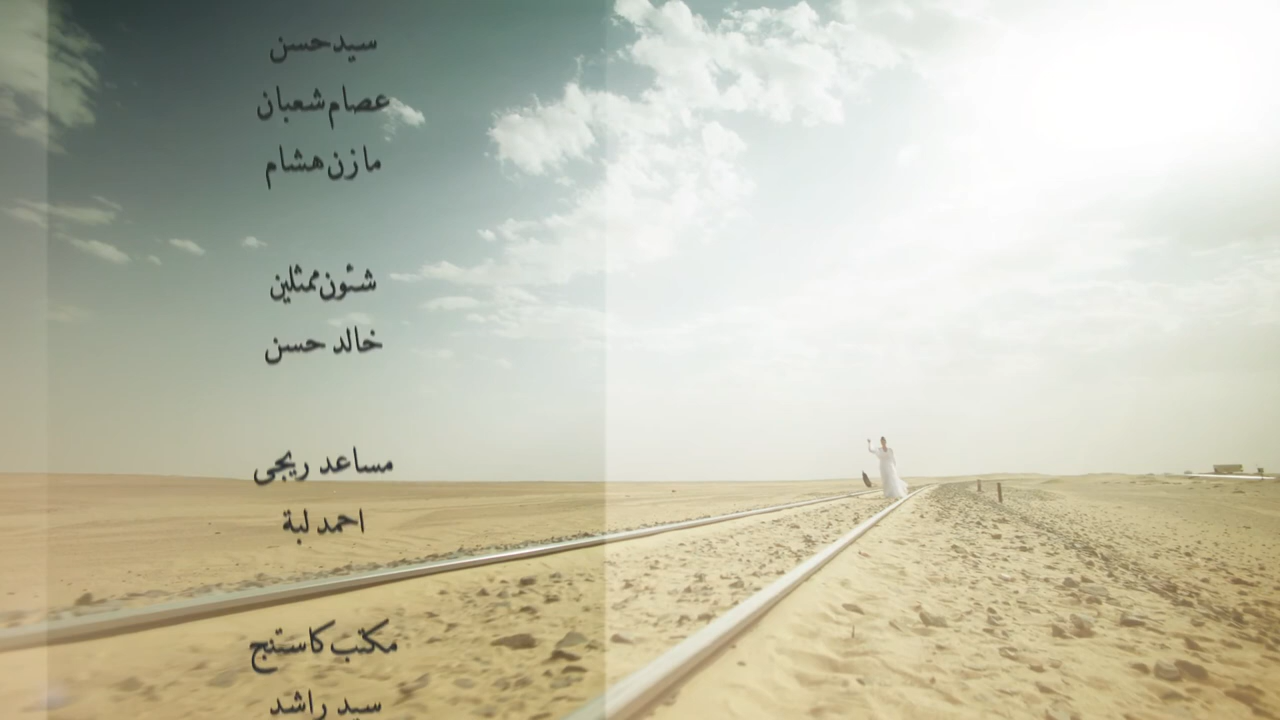 سيد حسن
عصام شعبان
مازن هشام
شئون ممثلين
خالد حسن
مساعد ريجى
احمد لبة
مكتب كاستنج
سيد راشد